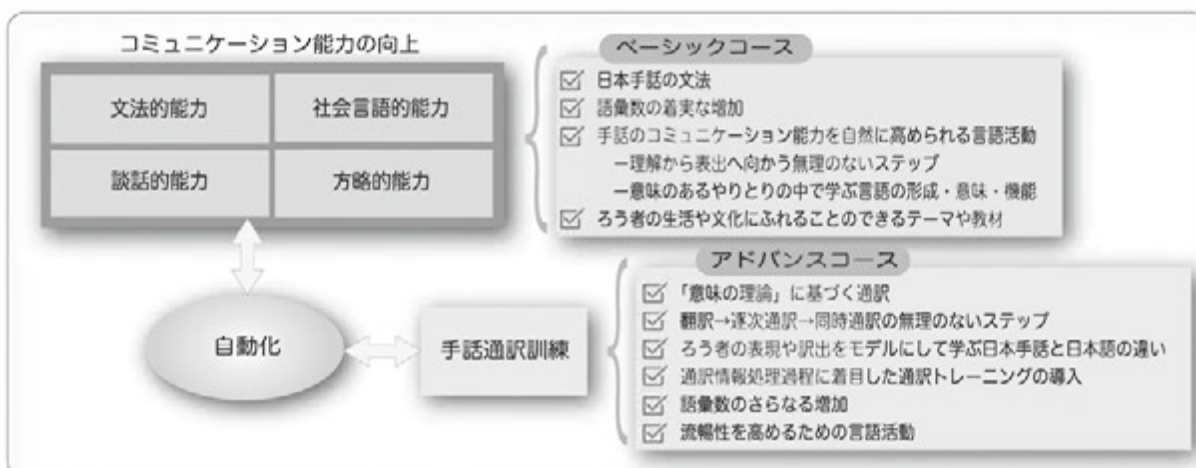 コミュニケーション能力の向上
文法的能力
社会言語的能力
談話的能力
方略的能力
ベーシックコース
日本手話の文法
語彙数の着実な増加
手話のコミュニケーション能力を自然に高められる言語活動
ー理解から表出へ向かう無理のないステップ
ー意味のあるやりとりの中で学ぶ言語の形成・意味・機能
ろう者の生活や文化にふれることのできるテーマや教材
自動化
手話通訳訓練
アドバンスコース
「意味の理論」に基づく通訳
翻訳→逐次通訳→同時通訳の無理のないステップ
ろう者の表現や訳出をモデルにして学ぶ日本手話と日本語の違い
通訳情報処理過程に着目した通訳トレーニングの導入
語彙数のさらなる増加
流暢性を高めるための言語活動